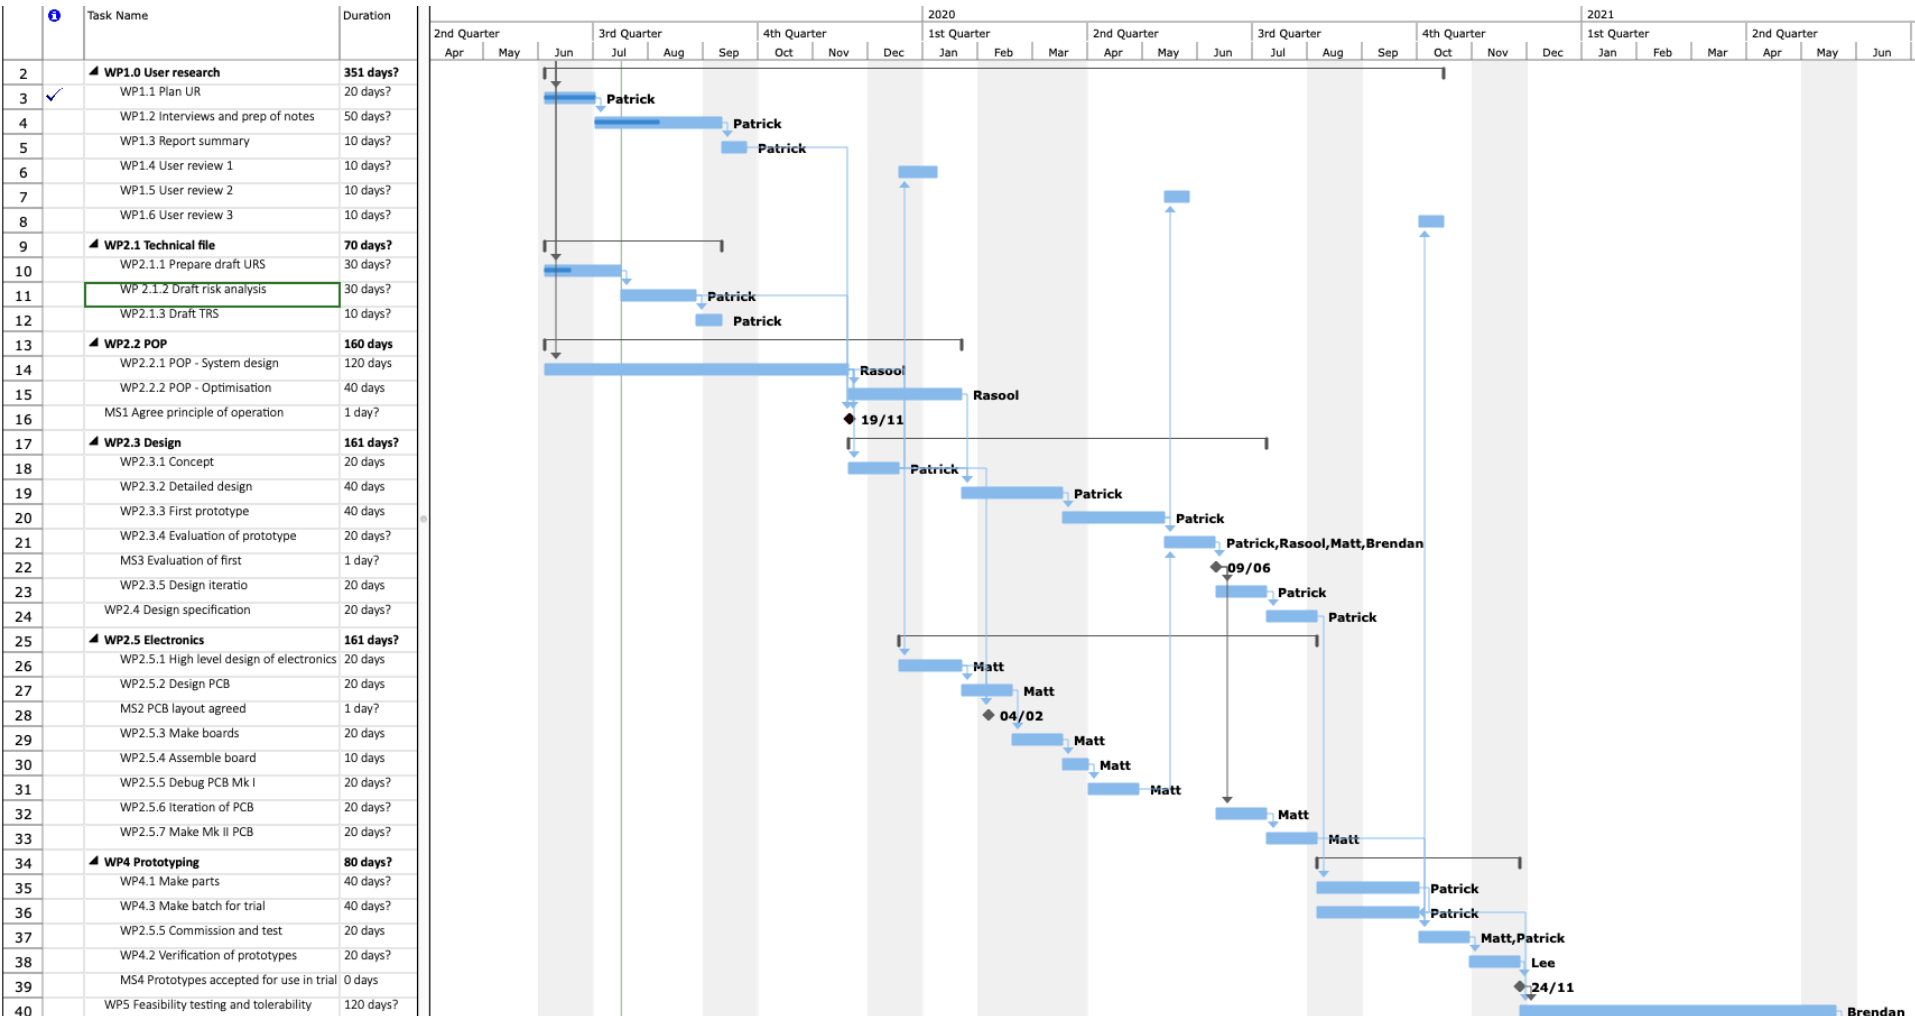 Task Name Duration 2020 2021
2nd Quarter 3rd Quarter 4th Quarter 1st Quarter 2nd Quarter 3rd Quarter 4th Quarter 1st Quarter 2nd Quarter
Apr May Jun Jul Aug Sep Oct Nov Dec Jan Feb Mar Apr May Jun Jul Aug Sep Oct Nov Dec Jan Feb Mar Apr May Jun
2 WP1.0 User research 351 days?
3 WP1.1 Plan UR 20 days? Patrick
4 WP1.2 Interviews and prep of notes 50 days? Patrick
5 WP1.3 Report summary 10 days? Patrick
6 WP1.4 User review 1 10 days?
7 WP1.5 User review 2 10 days?
8 WP1.6 User review 3 10 days?
9 WP2.1 Technical file 70 days?
10 WP2.1.1 Prepare draft URS 30 days?
11 WP 2.1.2 Draft risk analysis 30 days? Patrick
12 WP2.1.3 Draft TRS 10 days? Patrick
13 WP2.2 POP 160 days
14 WP2.2.1 POP - System design 120 days Rasool
15 WP2.2.2 POP - Optimisation 40 days Rasool
16 MS1 Agree principle of operation 1 day? 19/11
17 WP2.3 Design 161 days?
18 WP2.3.1 Concept 20 days Patrick
19 WP2.3.2 Detailed design 40 days Patrick
20 WP2.3.3 First prototype 40 days Patrick
21 WP2.3.4 Evaluation of prototype 20 days? Patrick,Rasool,Matt,Brendan
22 MS3 Evaluation of first 1 day? 09/06
23 WP2.3.5 Design iteratio 20 days Patrick
24 WP2.4 Design specification 20 days? Patrick
25 WP2.5 Electronics 161 days?
26 WP2.5.1 High level design of electronics 20 days Matt
27 WP2.5.2 Design PCB 20 days Matt
28 MS2 PCB layout agreed 1 day? 04/02
29 WP2.5.3 Make boards 20 days Matt
30 WP2.5.4 Assemble board 10 days Matt
31 WP2.5.5 Debug PCB Mk I 20 days? Matt
32 WP2.5.6 Iteration of PCB 20 days? Matt
33 WP2.5.7 Make Mk II PCB 20 days? Matt
34 WP4 Prototyping 80 days?
35 WP4.1 Make parts 40 days? Patrick
36 WP4.3 Make batch for trial 40 days? Patrick
37 WP2.5.5 Commission and test 20 days Matt,Patrick
38 WP4.2 Verification of prototypes 20 days? Lee
39 MS4 Prototypes accepted for use in trial 0 days 24/11
40 WP5 Feasibility testing and tolerability 120 days? Brendan